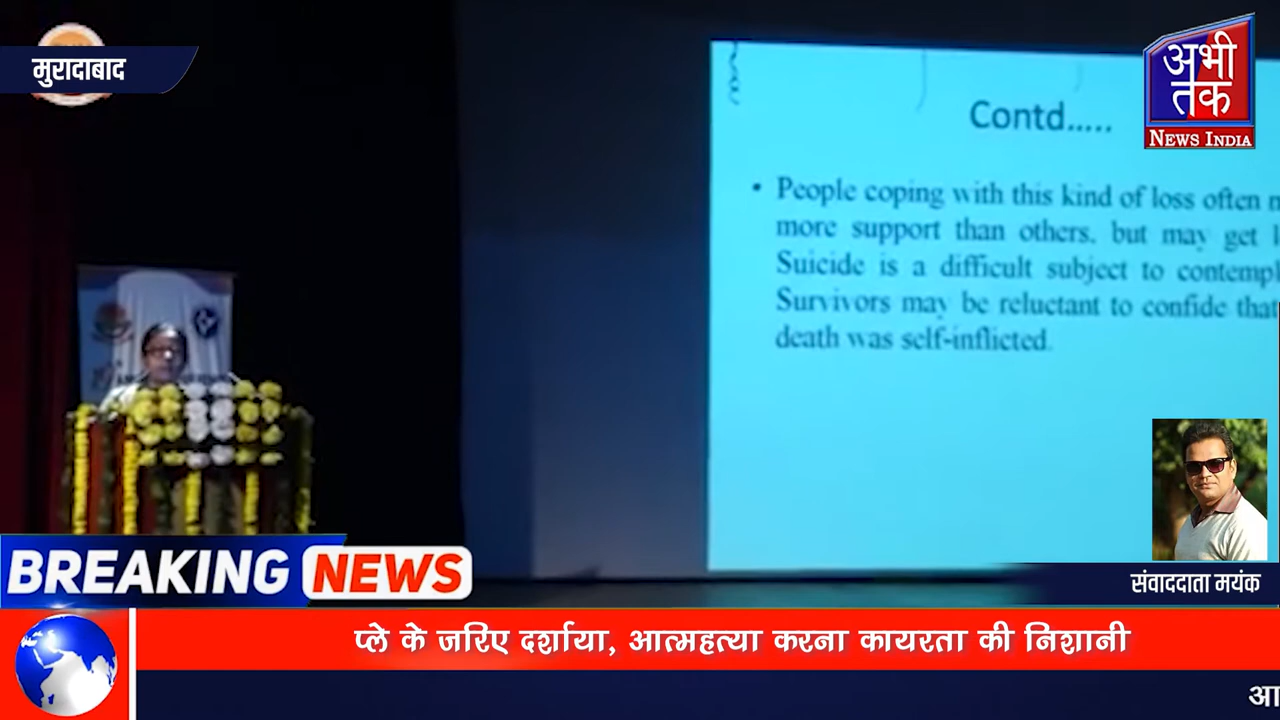 मुरादाबाद
अभी
तक
NEWS INDIA
Contd.....
• People coping with this kind of loss often
more support than others. but may get
Suicide is a difficult subject to
Survivors may be reluctant to confide that
death was self-inflicted.
संवाददाता मयंक
BREAKING NEWS
प्ले के जरिए दर्शाया, आत्महत्या करना कायरता की निशानी